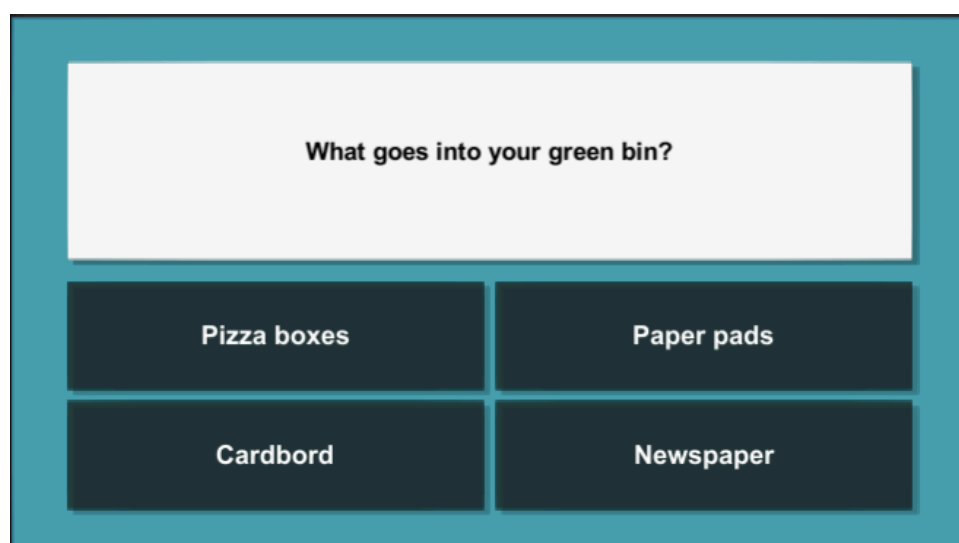 What goes into your green bin?
Pizza boxes
Paper pads
Cardbord
Newspaper